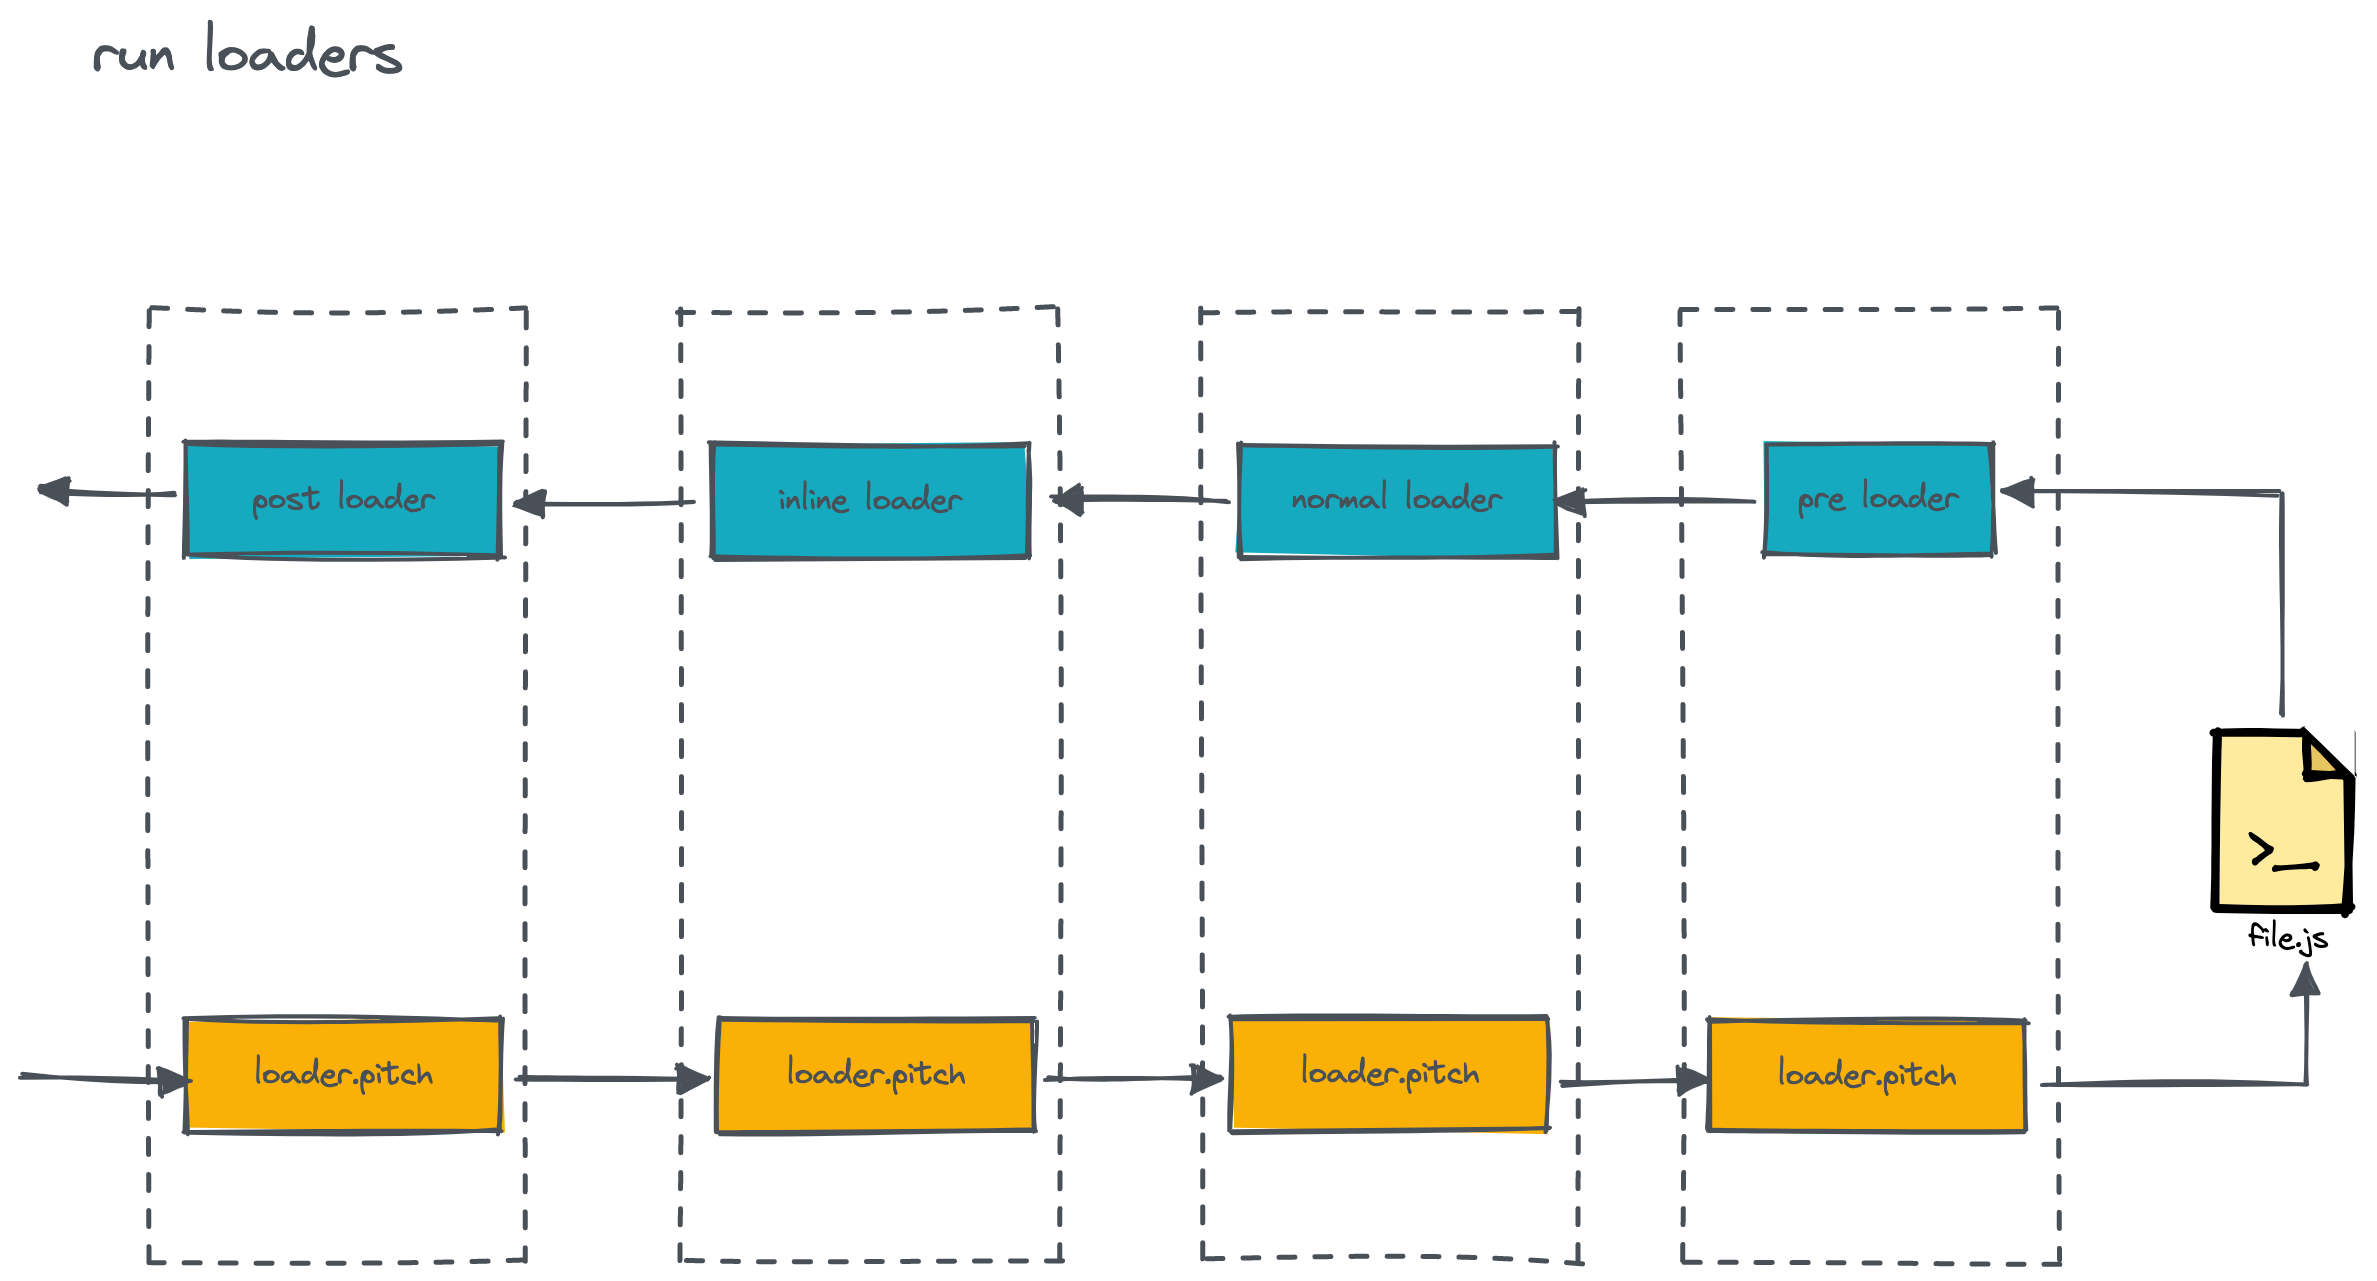 run loaders
post loader
inline loader
normal loader
pre loader
>_
file.js
loader.pitch
loader.pitch
loader.pitch
loader.pitch